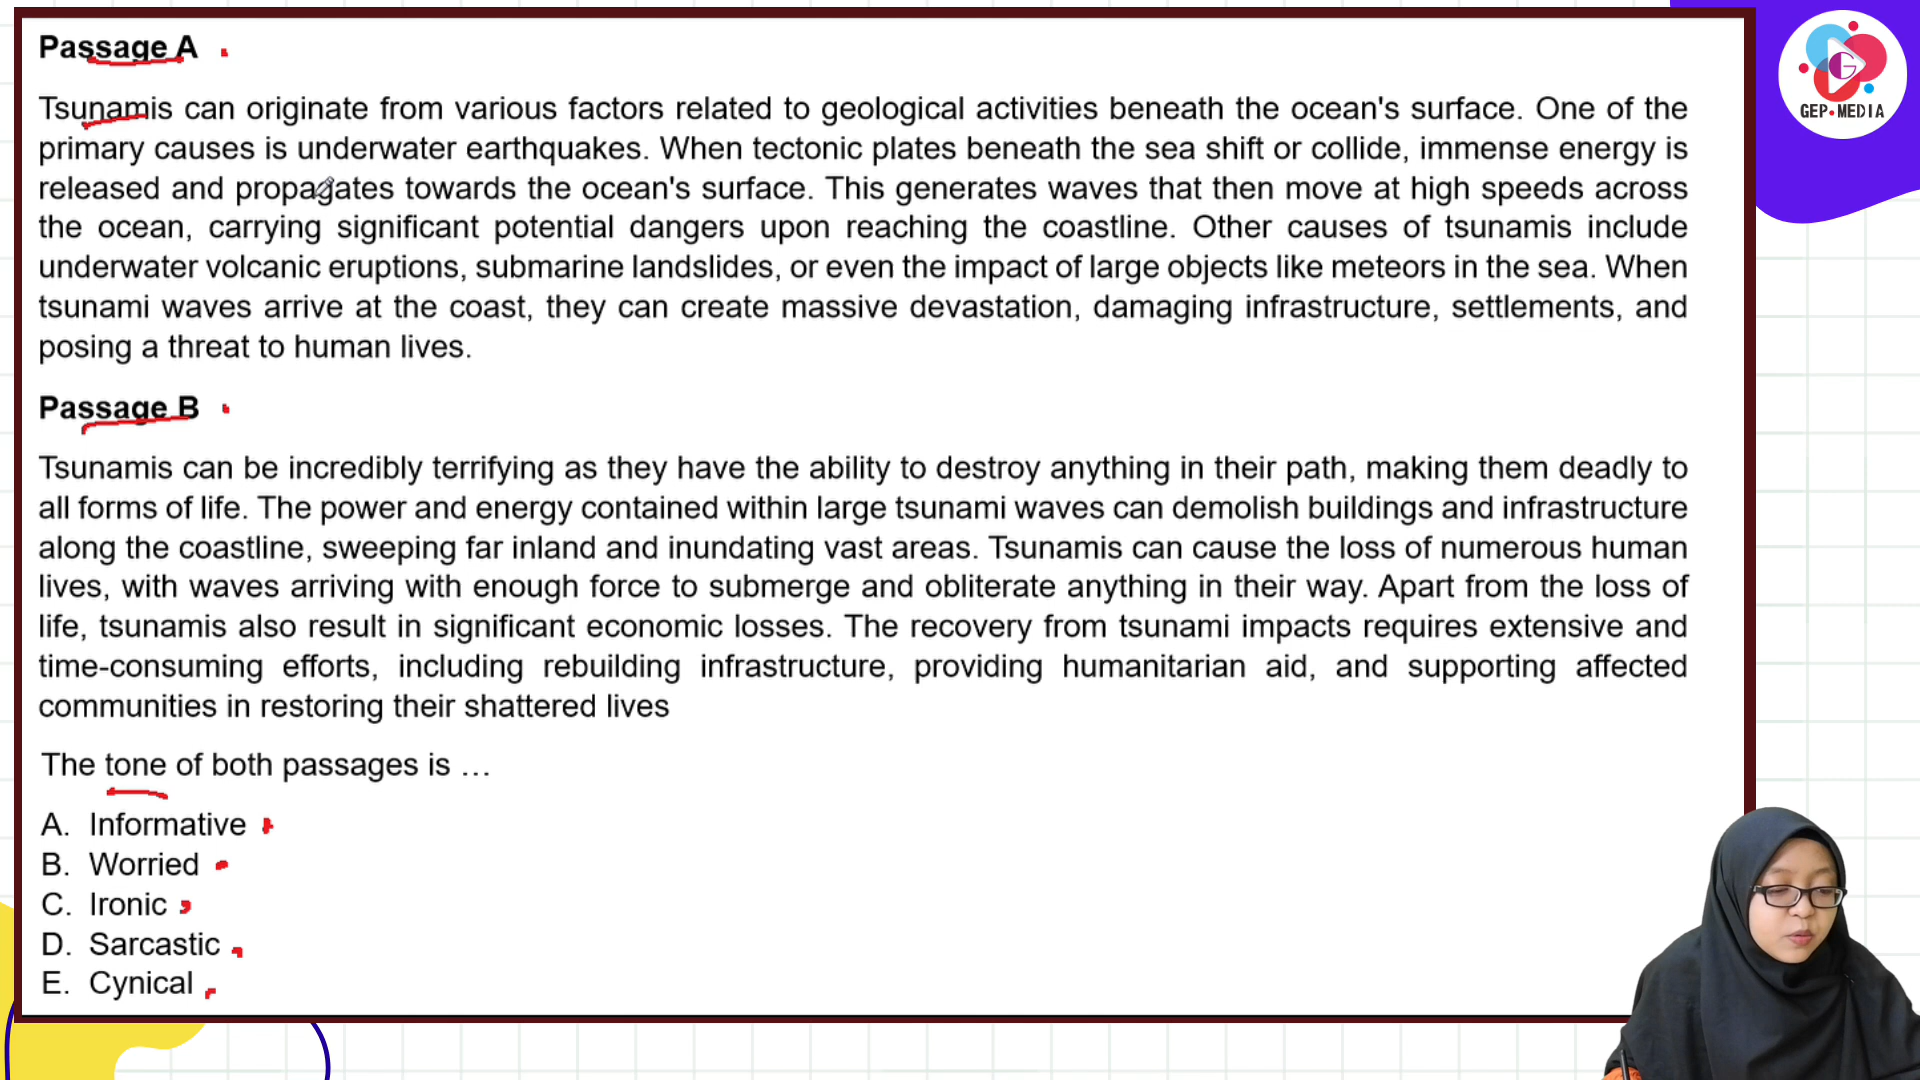 Passage A
Tsunamis can originate from various factors related to geological activities beneath the ocean's surface. One of the
primary causes is underwater earthquakes. When tectonic plates beneath the sea shift or collide, immense energy is
released and propagates towards the ocean's surface. This generates waves that then move at high speeds across
the ocean, carrying significant potential dangers upon reaching the coastline. Other causes of tsunamis include
underwater volcanic eruptions, submarine landslides, or even the impact of large objects like meteors in the sea. When
tsunami waves arrive at the coast, they can create massive devastation, damaging infrastructure, settlements, and
posing a threat to human lives.
Passage B
Tsunamis can be incredibly terrifying as they have the ability to destroy anything in their path, making them deadly to
all forms of life. The power and energy contained within large tsunami waves can demolish buildings and infrastructure
along the coastline, sweeping far inland and inundating vast areas. Tsunamis can cause the loss of numerous human
lives, with waves arriving with enough force to submerge and obliterate anything in their way. Apart from the loss of
life, tsunamis also result in significant economic losses. The recovery from tsunami impacts requires extensive and
time-consuming efforts, including rebuilding infrastructure, providing humanitarian aid, and supporting affected
communities in restoring their shattered lives
The tone of both passages is …
A. Informative
B. Worried
C. Ironic
D. Sarcastic
E. Cynical
G
GEP•MEDIA